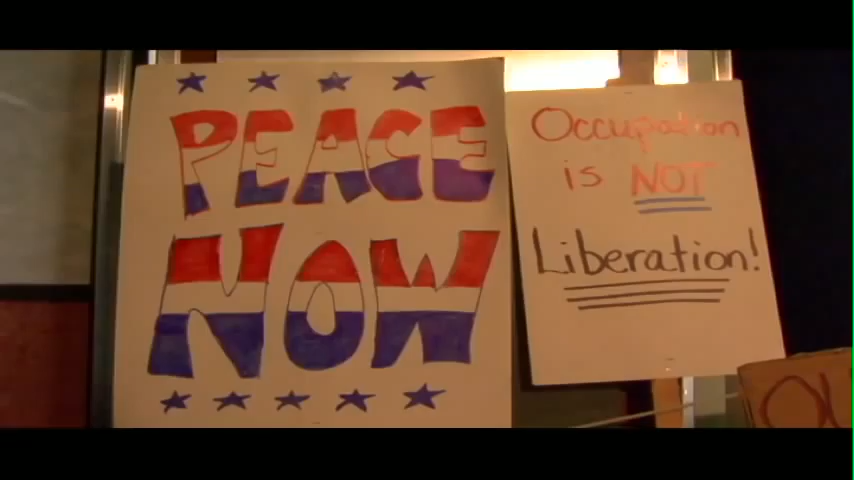 PEACE
NOW
Occupation
is NOT
Liberation!